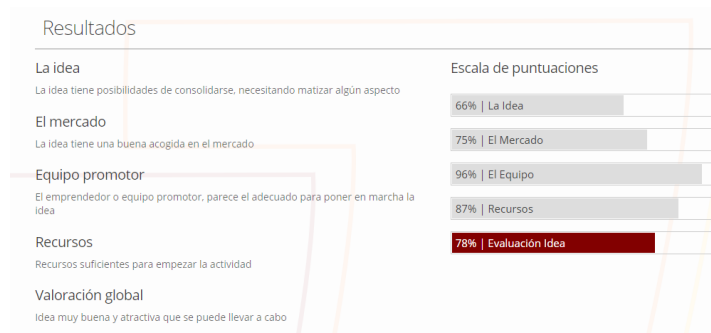 Resultados
La idea
La idea tiene posibilidades de consolidarse, necesitando matizar algún aspecto
El mercado
La idea tiene una buena acogida en el mercado
Equipo promotor
El emprendedor o equipo promotor, parece el adecuado para poner en marcha la
idea
Recursos
Recursos suficientes para empezar la actividad
Valoración global
Idea muy buena y atractiva que se puede llevar a cabo
Escala de puntuaciones
66% | La Idea
75% | El Mercado
96% | El Equipo
87% | Recursos
78% | Evaluación Idea